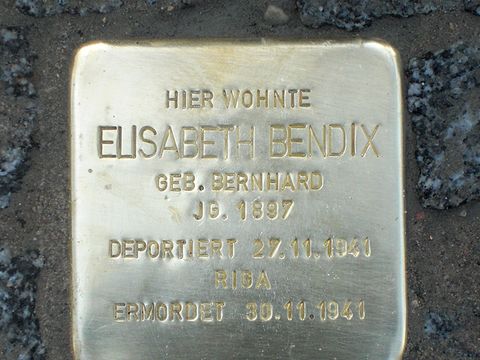 HIER WOHNTE
ELISABETH BENDIX
GEB. BERNHARD
JG. 1897
DEPORTIERT 27.11.1941
RIGA
ERMORDET 30.11.1941